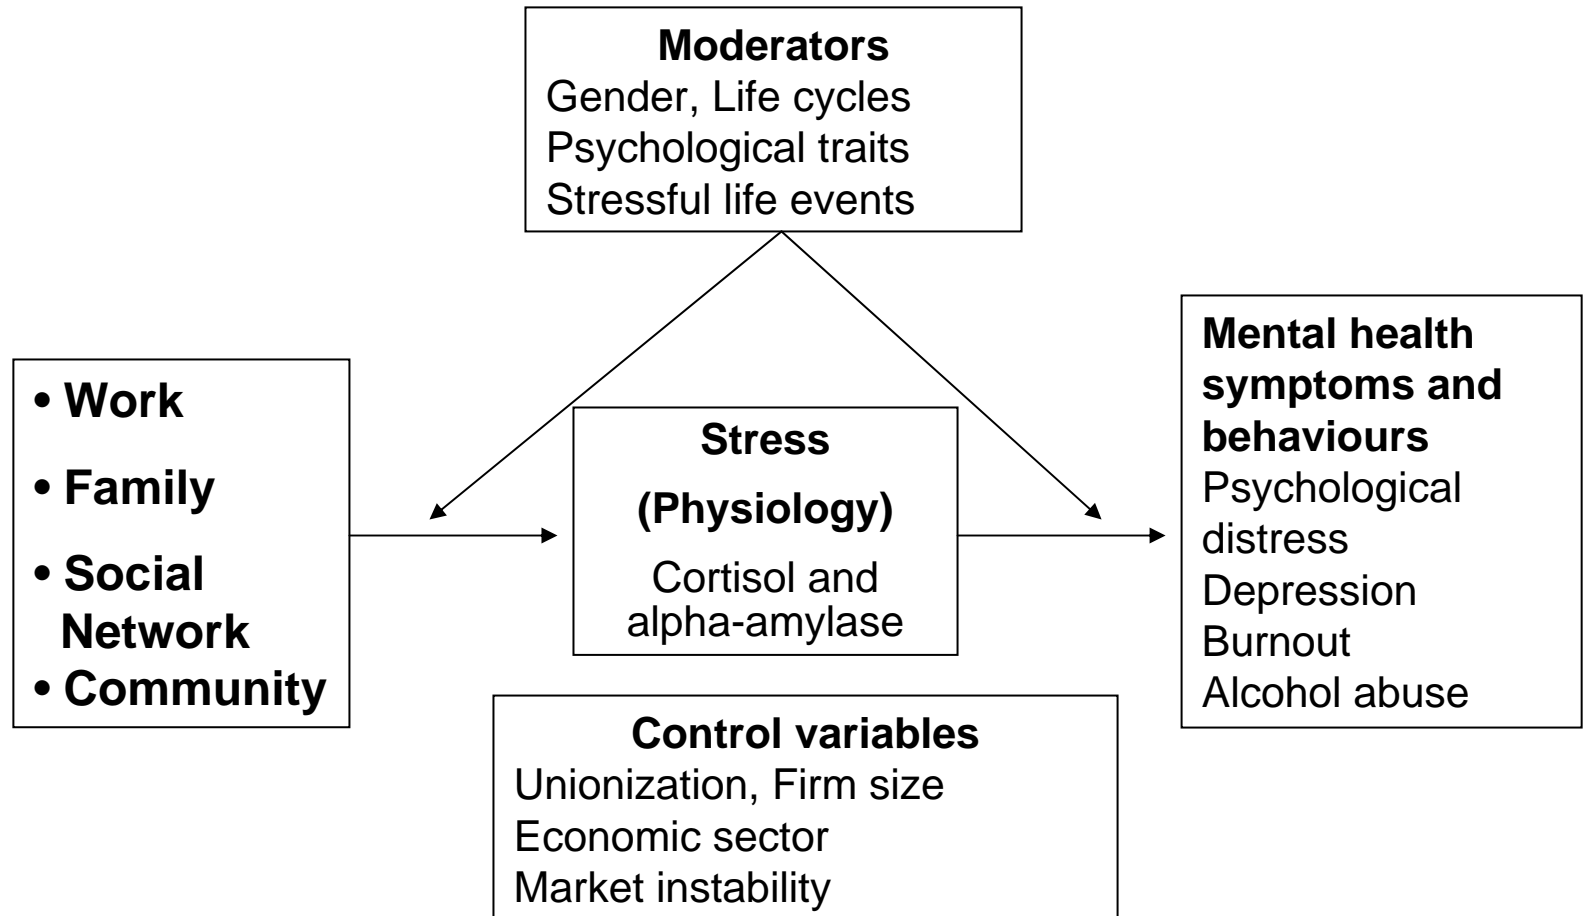 Moderators
Gender, Life cycles
Psychological traits
Stressful life events
• Work
• Family
• Social
Network
• Community
Stress
(Physiology)
Cortisol and
alpha-amylase
Mental health
symptoms and
behaviours
Psychological
distress
Depression
Burnout
Alcohol abuse
Control variables
Unionization, Firm size
Economic sector
Market instability